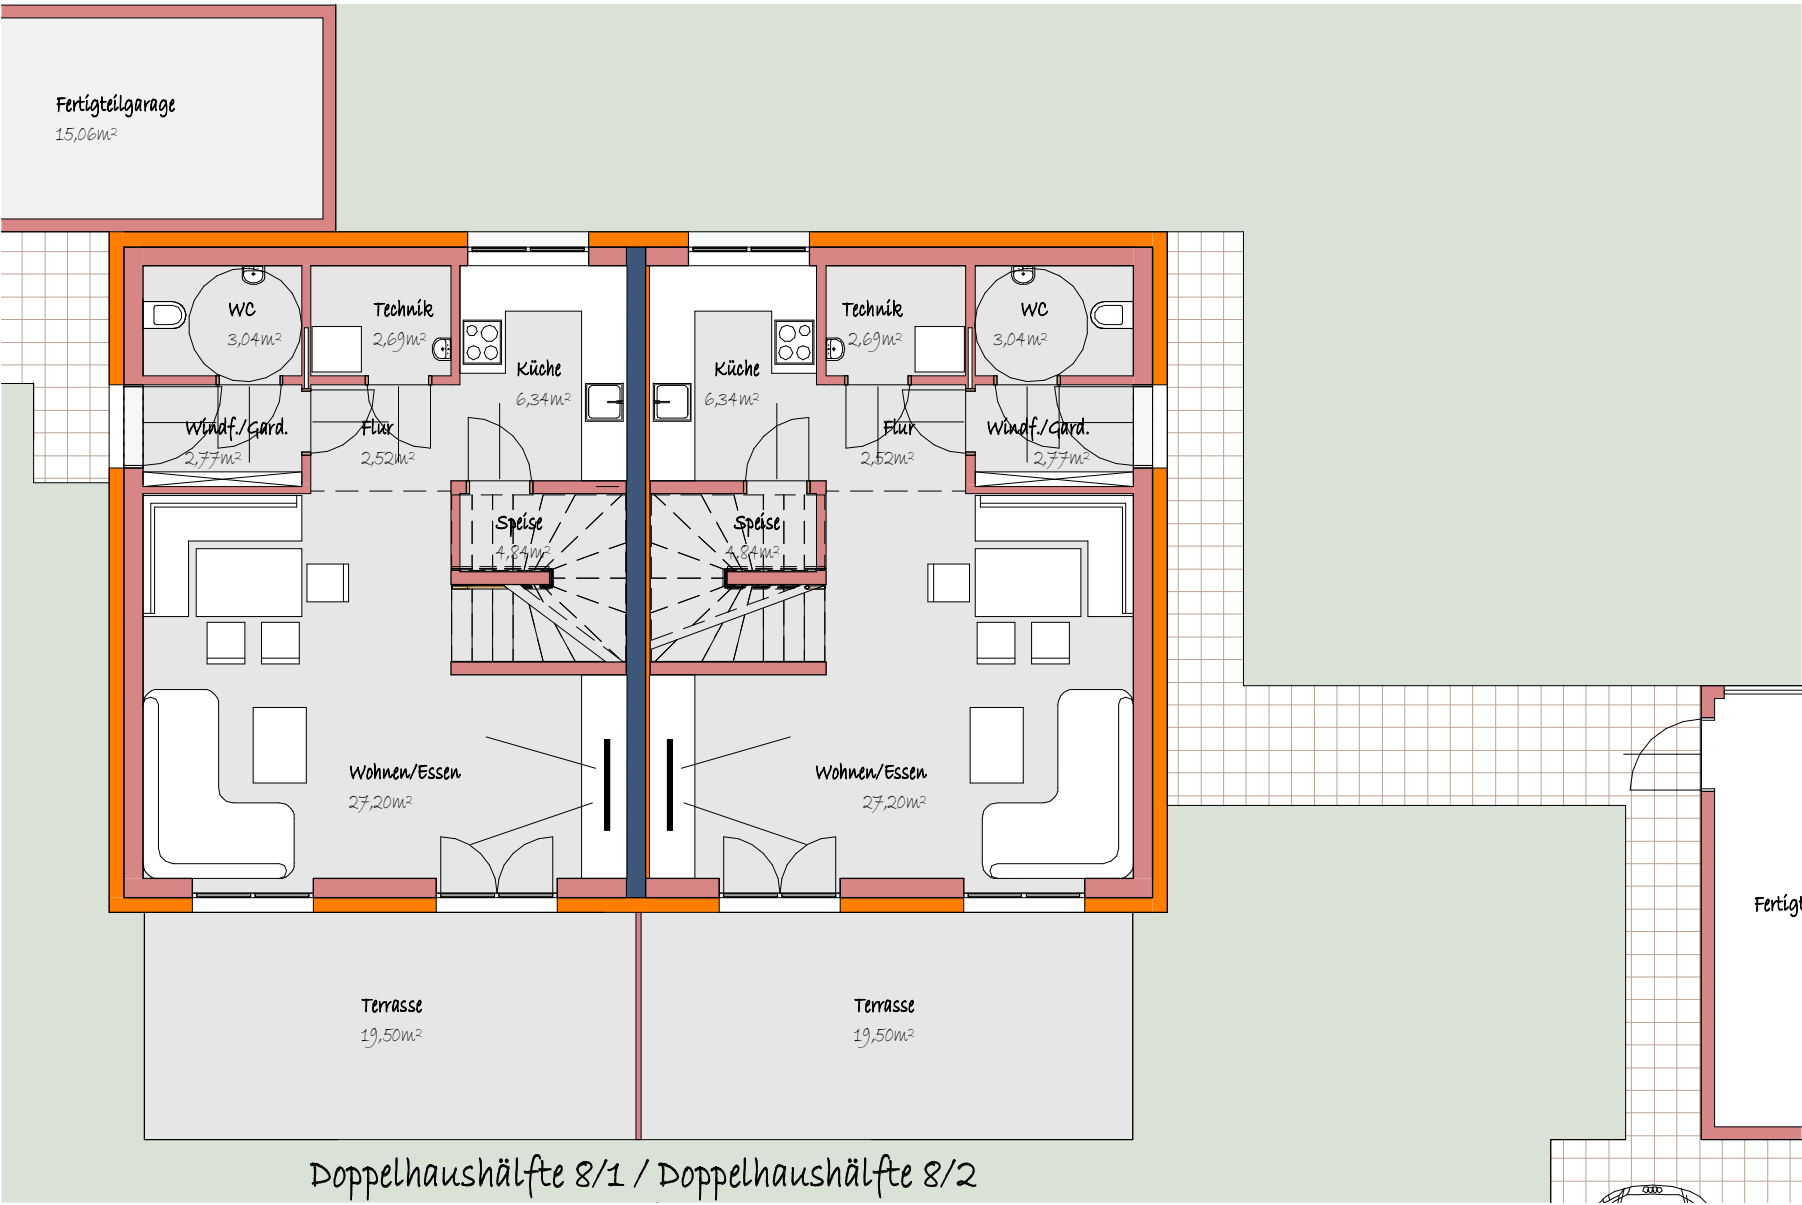 Fertigteilgarage
15,06m²
WC
3,04m²
Technik
2,69m²
Küche
6,34m²
Windf./Gard.
2,77m²
Flur
2,52m²
Speise
4,84m²
Wohnen/Essen
27,20m²
Terrasse
19,50m²
Küche
6,34m²
Technik
2,69m²
WC
3,04m²
Flur
2,52m²
Windf./Gard.
2,77m²
Speise
4,84m²
Wohnen/Essen
27,20m²
Terrasse
19,50m²
Fertigt
Doppelhaushälfte 8/1 / Doppelhaushälfte 8/2